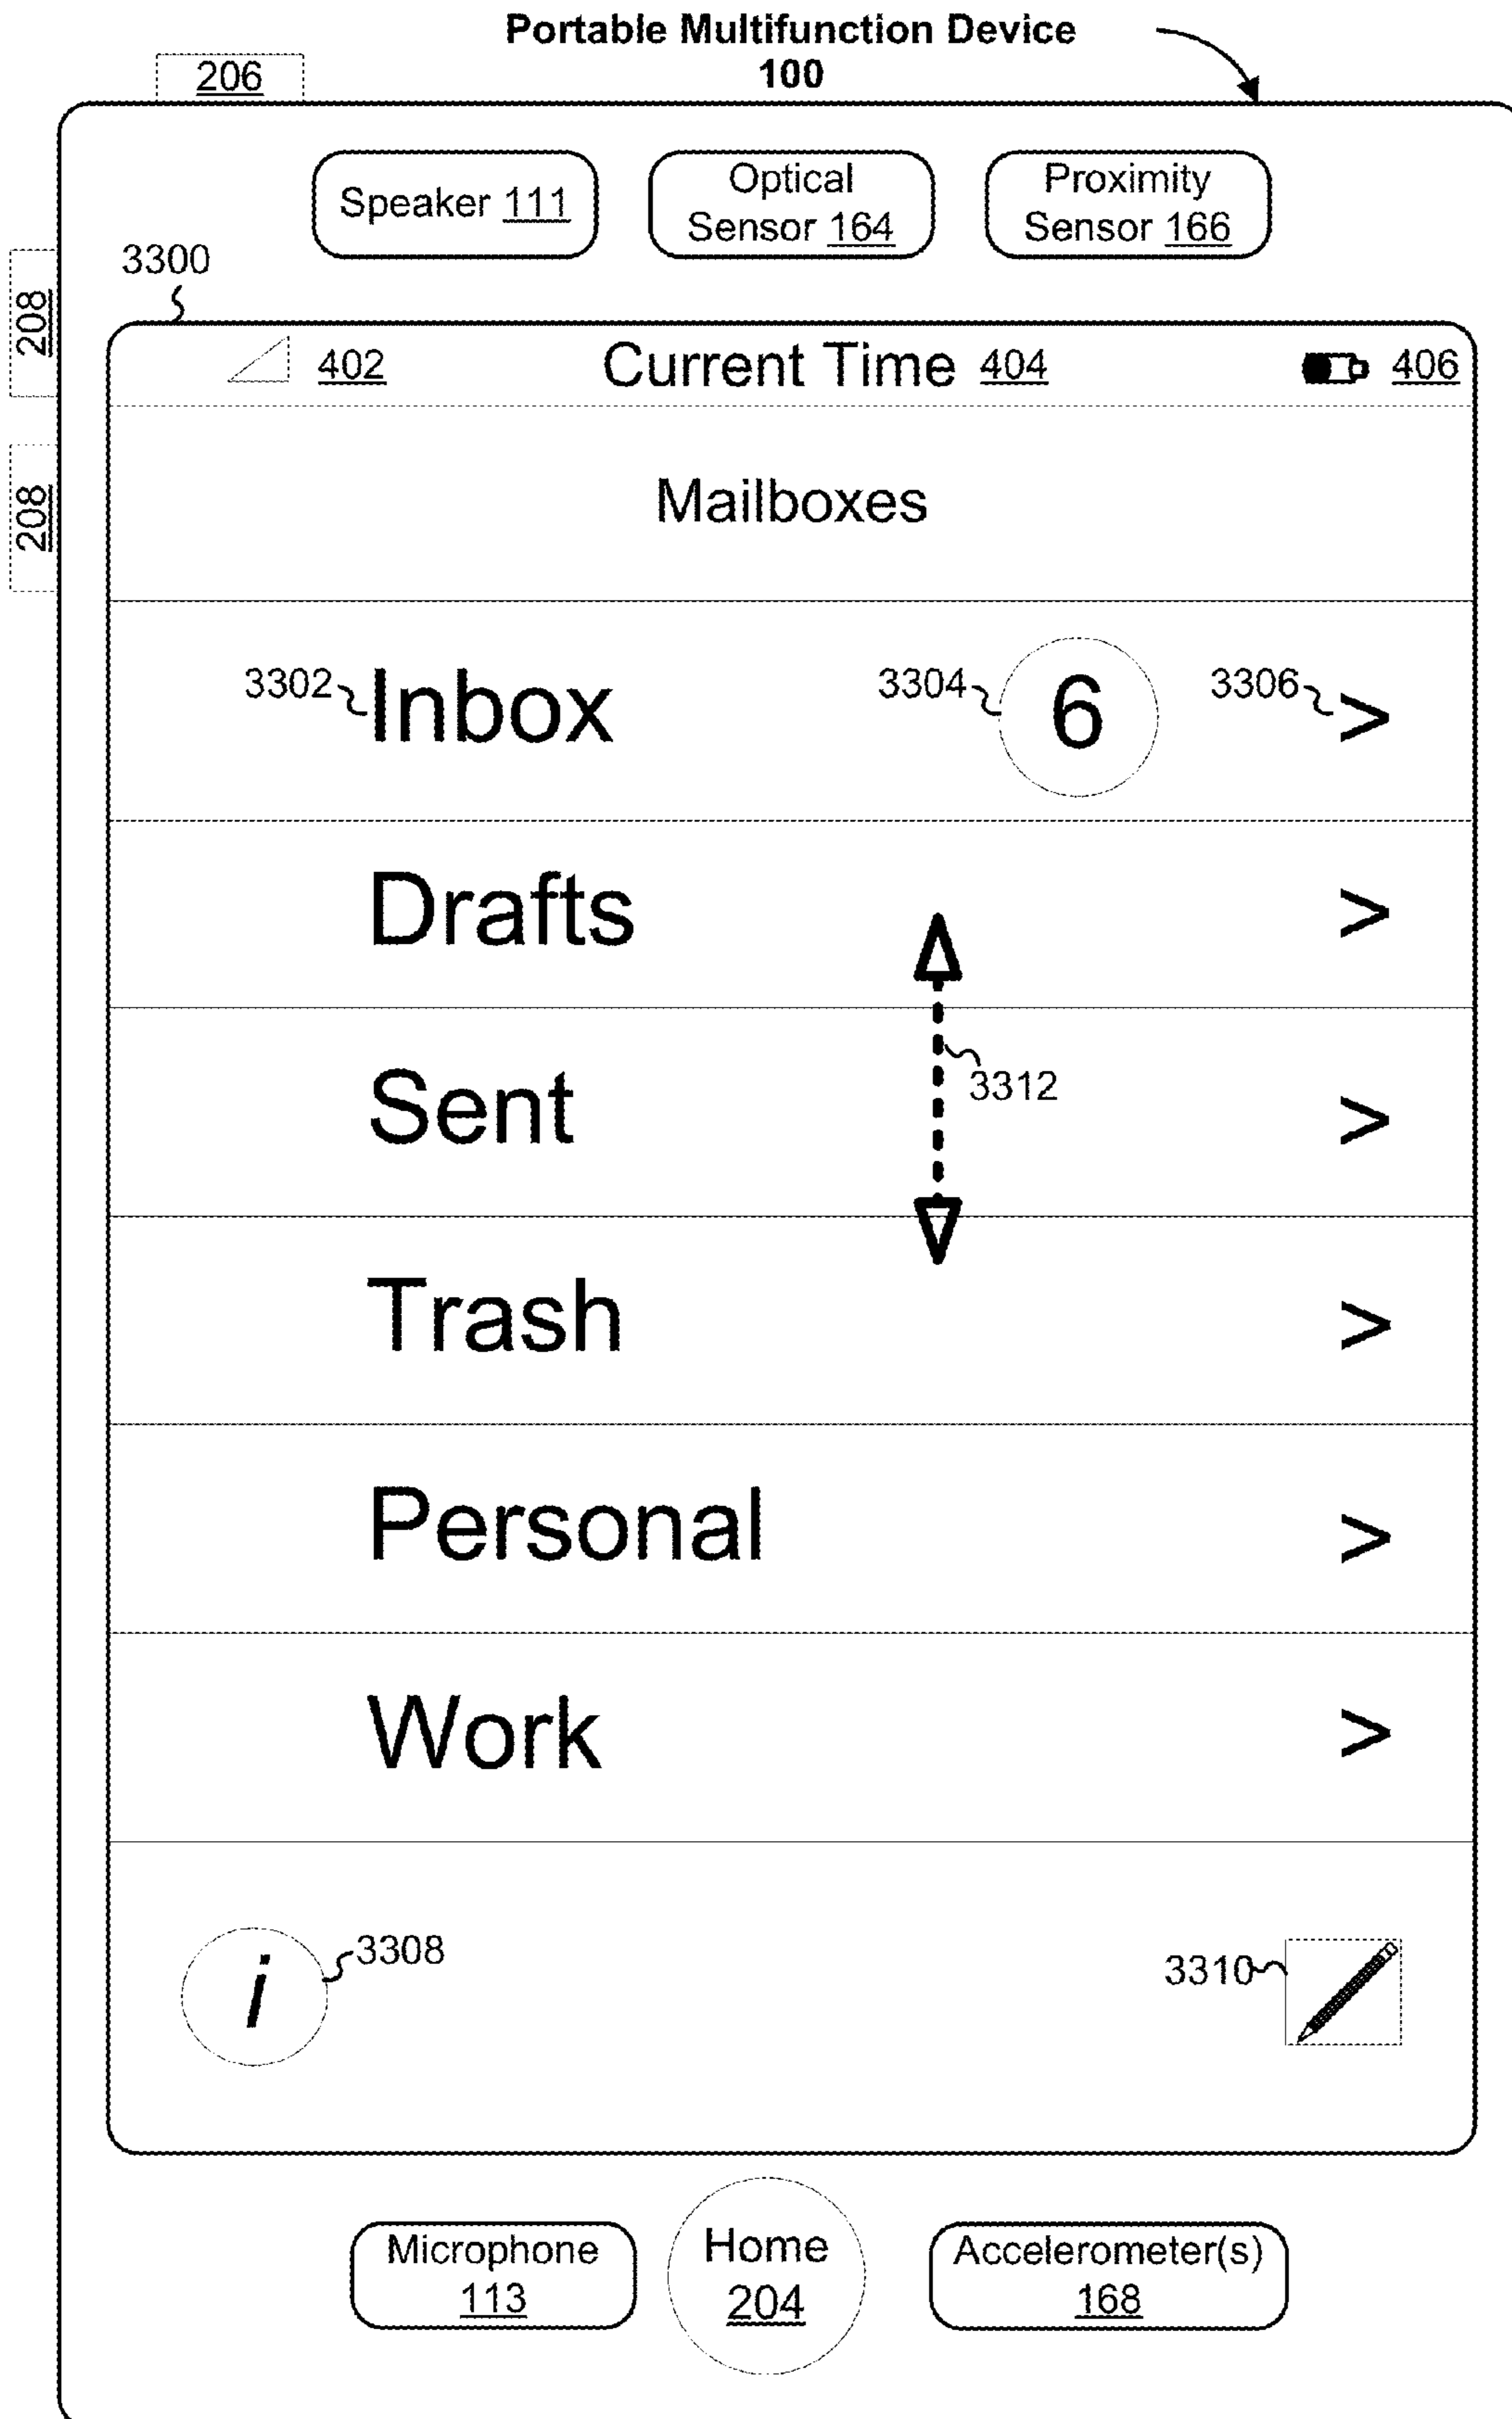 Portable Multifunction Device
100
206
Speaker 111
Optical
Sensor 164
Proximity
Sensor 166
3300
208
208
402
Current Time 404
406
Mailboxes
3302
Inbox
3304
6
3306
>
Drafts
>
Sent
3312
>
Trash
>
Personal
>
Work
>
i
3308
3310
Microphone
113
Home
204
Accelerometer(s)
168